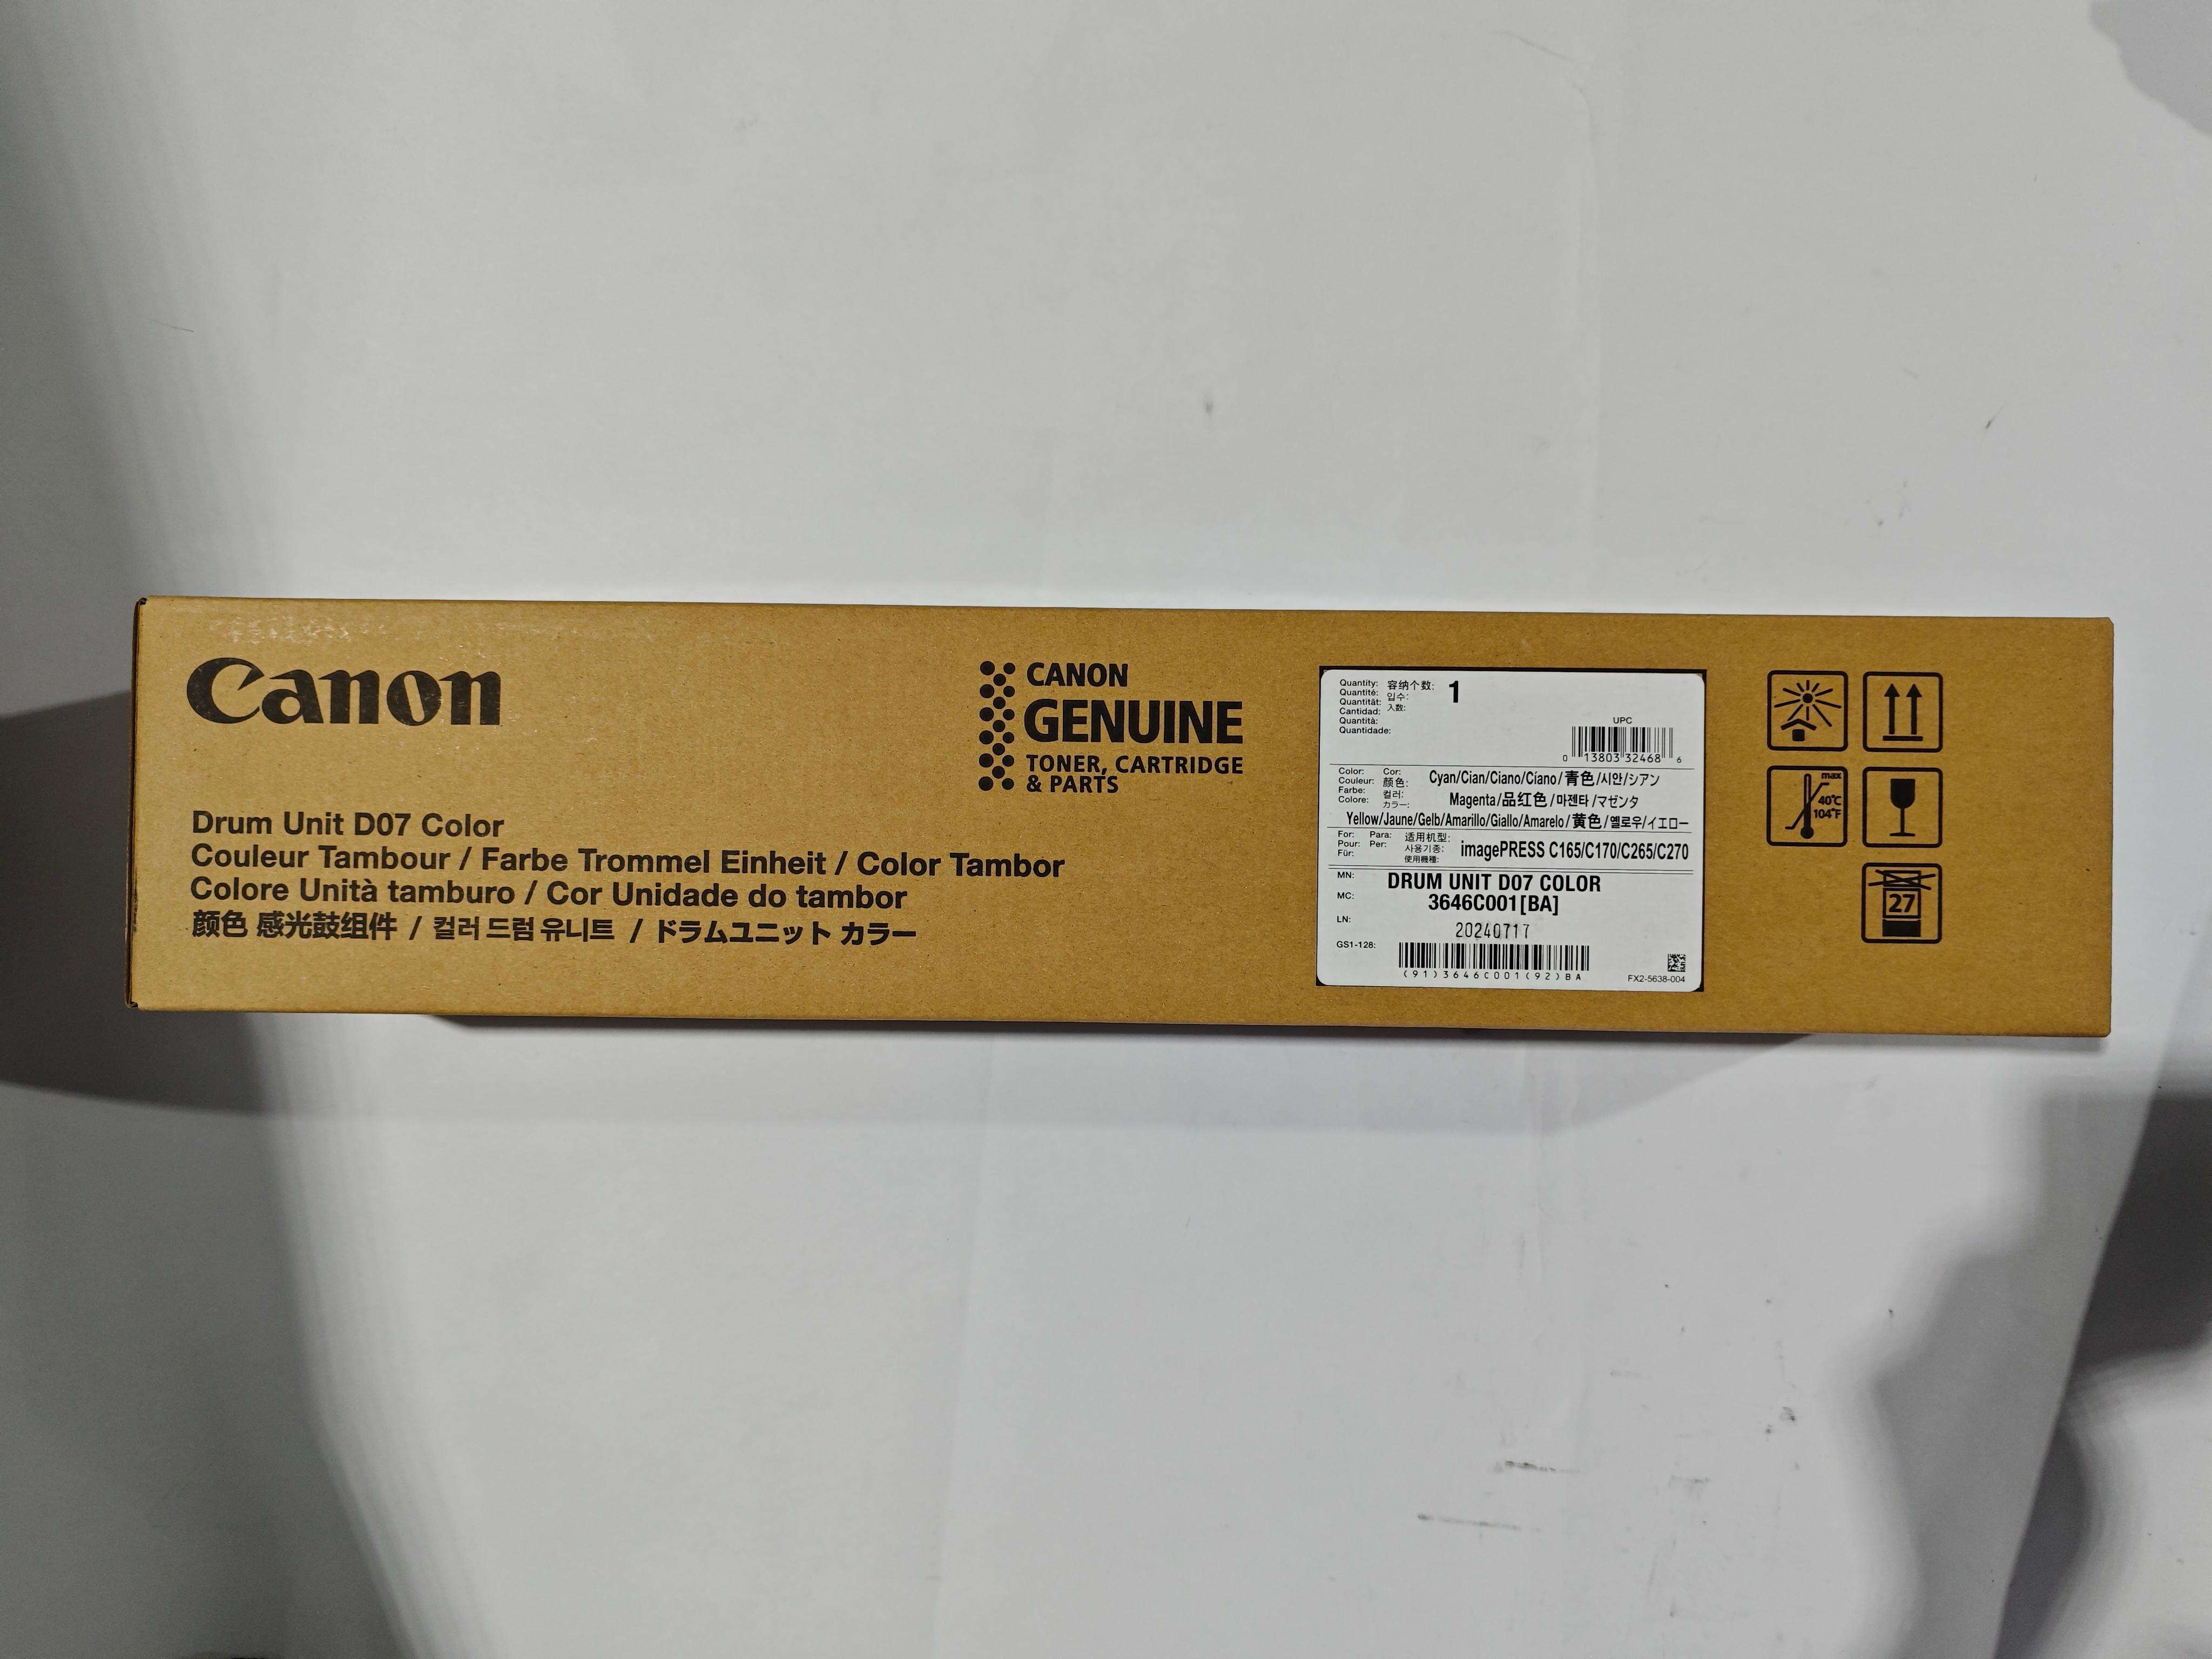 Canon
CANON
GENUINE
TONER, CARTRIDGE
& PARTS
Drum Unit D07 Color
Couleur Tambour / Farbe Trommel Einheit / Color Tambor
Colore Unità tamburo / Cor Unidade do tambor
颜色 感光鼓组件 / 컬러 드럼 유니트 / ドラムユニット カラー
Quantity: 容纳个数: 1
Quantité: 입수:
Quantität: 入数:
Cantidad:
Quantità:
Quantidade:
UPC
0 13803 32468 6
Color: Cor: Cyan/Cian/Ciano/Cíano/青色/시안/シアン
Couleur: 颜色:
Farbe: 컬러: Magenta/品红色/마젠타/マゼンタ
Colore: カラー:
Yellow/Jaune/Gelb/Amarillo/Giallo/Amarelo/黄色/옐로우/イエロー
For: Para: 适用机型:
Pour: Per: 사용기종: imagePRESS C165/C170/C265/C270
Für: 使用機種:
MN: DRUM UNIT D07 COLOR
MC: 3646C001[BA]
LN: 20240717
GS1-128:
(91)3646C001(92)BA
FX2-5638-004
max
40°C
104°F
27